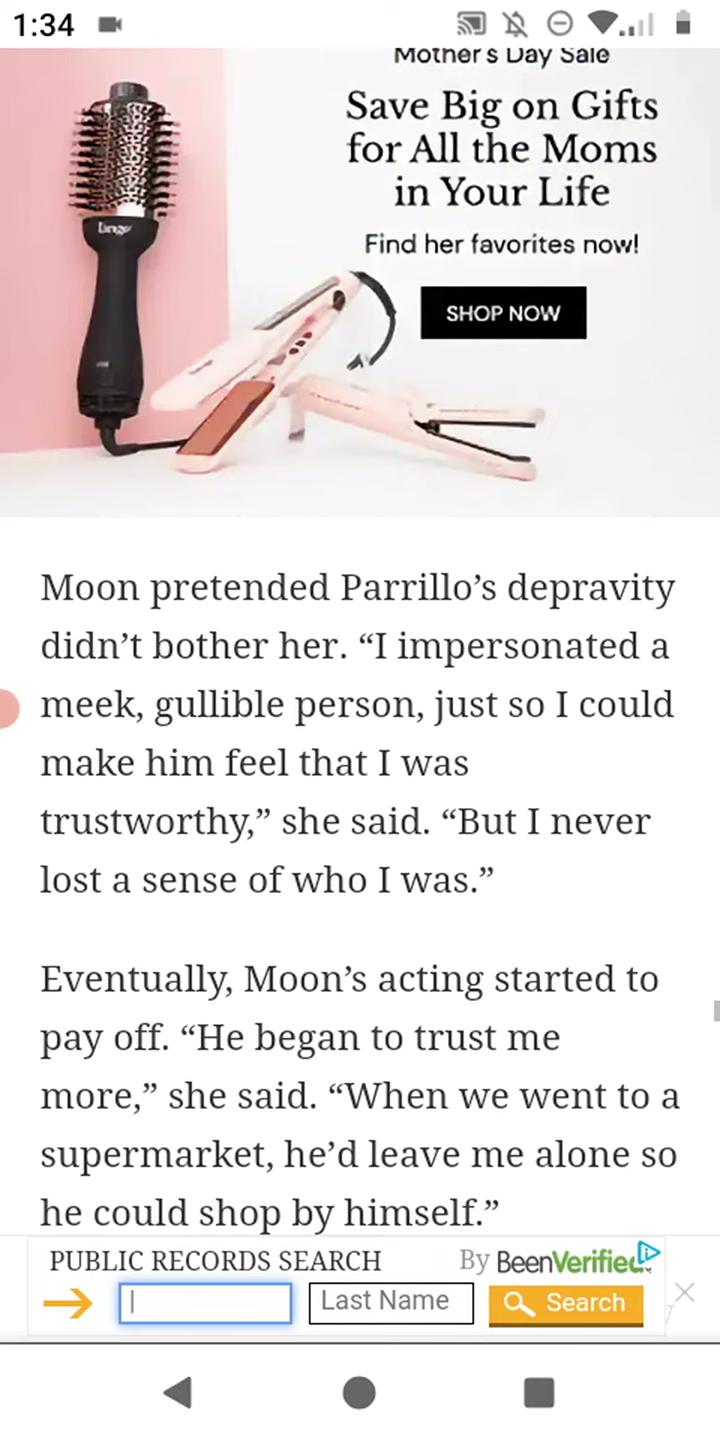 1:34
Mother's Day Sale
Save Big on Gifts
for All the Moms
in Your Life
Find her favorites now!
SHOP NOW
L'ange
Moon pretended Parrillo’s depravity
didn’t bother her. “I impersonated a
meek, gullible person, just so I could
make him feel that I was
trustworthy,” she said. “But I never
lost a sense of who I was.”
Eventually, Moon’s acting started to
pay off. “He began to trust me
more,” she said. “When we went to a
supermarket, he’d leave me alone so
he could shop by himself.”
PUBLIC RECORDS SEARCH
By BeenVerified
Last Name
Search